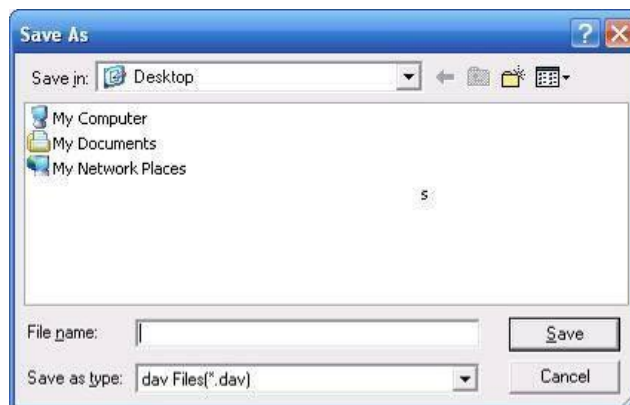 Save As
Save in: Desktop
My Computer
My Documents
My Network Places
s
File name: Save
Save as type: dav Files(*.dav) Cancel